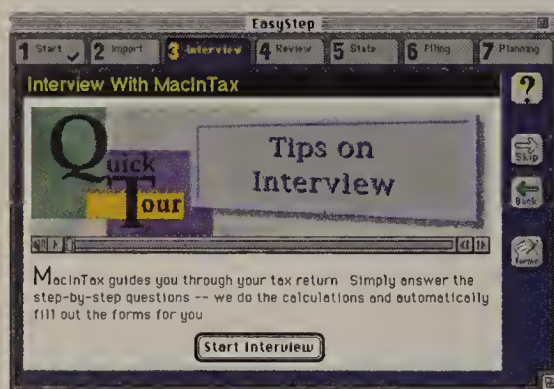 EasyStep
1 Start 2 Import 3 Interview 4 Review 5 State 6 Filing 7 Planning
Interview With MacInTax
?
Quick
Tour
Tips on
Interview
Skip
Back
Forms
MacInTax guides you through your tax return Simply answer the
step-by-step questions -- we do the calculations and automatically
fill out the forms for you
Start Interview